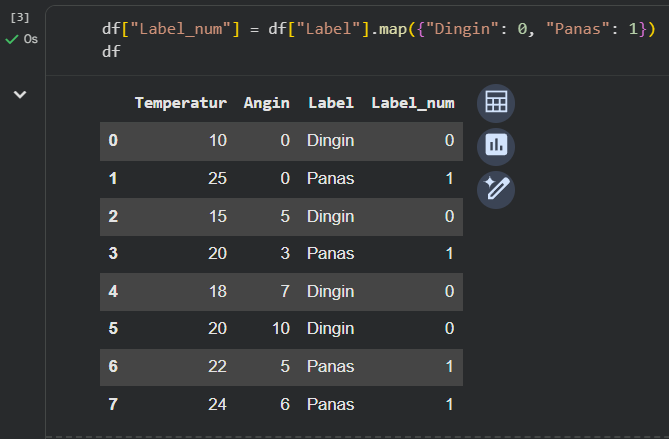 [3]
0s
df["Label_num"] = df["Label"].map({"Dingin": 0, "Panas": 1})
df
Temperatur Angin Label Label_num
0 10 0 Dingin 0
1 25 0 Panas 1
2 15 5 Dingin 0
3 20 3 Panas 1
4 18 7 Dingin 0
5 20 10 Dingin 0
6 22 5 Panas 1
7 24 6 Panas 1